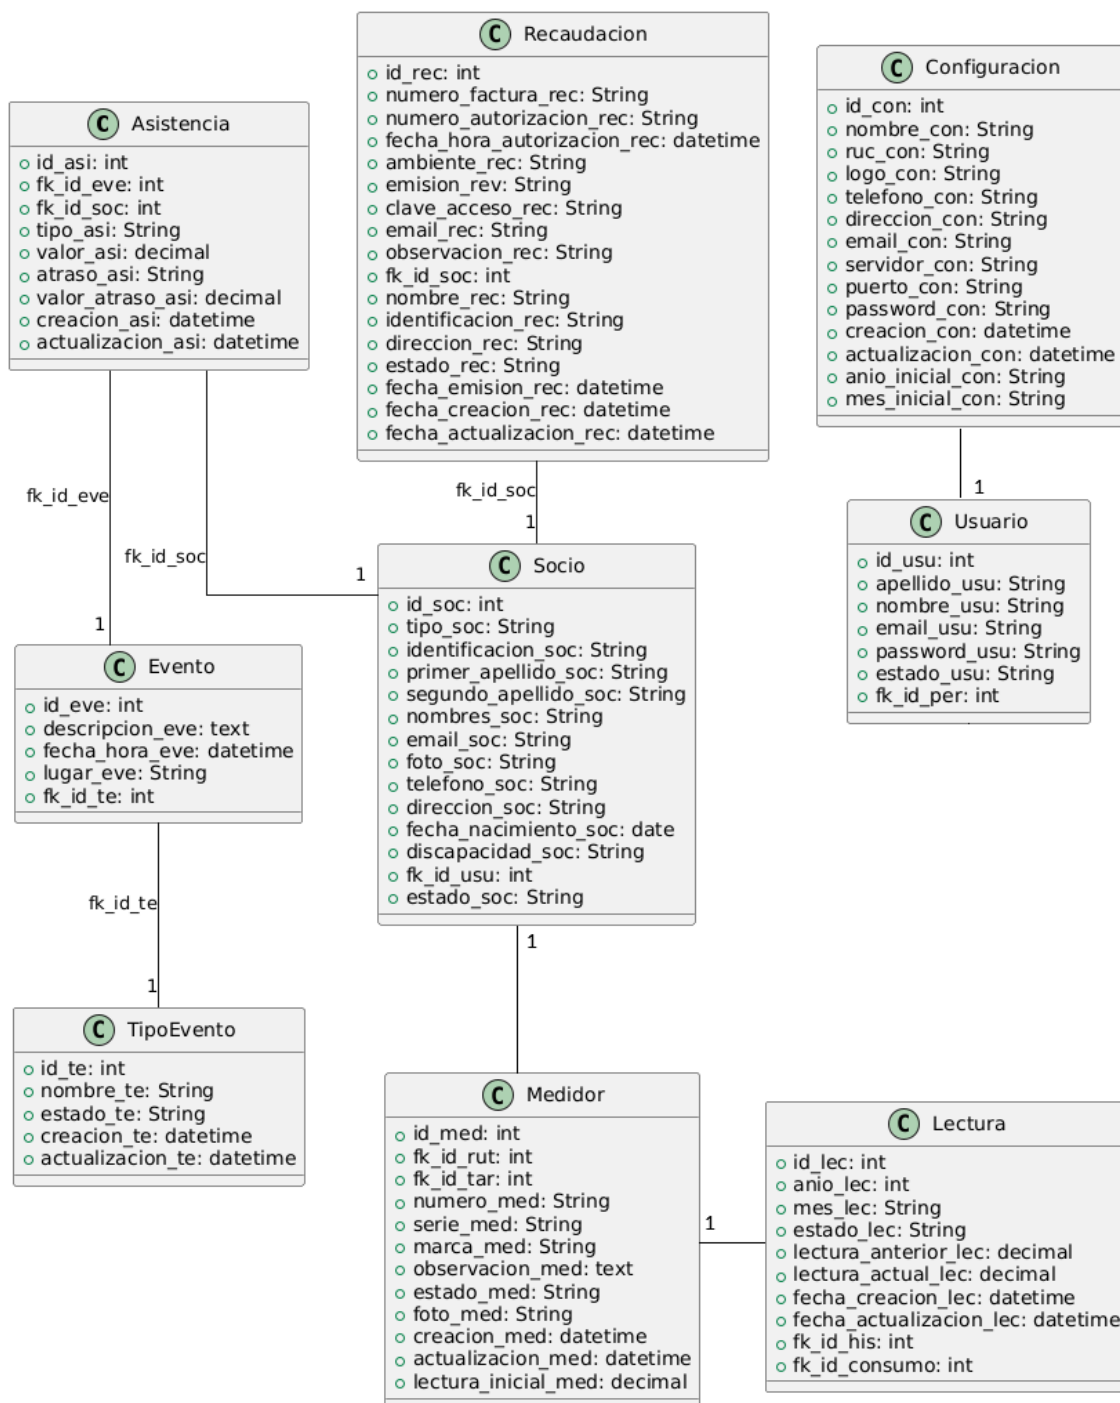 C Recaudacion
id_rec: int
numero_factura_rec: String
numero_autorizacion_rec: String
fecha_hora_autorizacion_rec: datetime
ambiente_rec: String
emision_rev: String
clave_acceso_rec: String
email_rec: String
observacion_rec: String
fk_id_soc: int
nombre_rec: String
identificacion_rec: String
direccion_rec: String
estado_rec: String
fecha_emision_rec: datetime
fecha_creacion_rec: datetime
fecha_actualizacion_rec: datetime
C Configuracion
id_con: int
nombre_con: String
ruc_con: String
logo_con: String
telefono_con: String
direccion_con: String
email_con: String
servidor_con: String
puerto_con: String
password_con: String
creacion_con: datetime
actualizacion_con: datetime
anio_inicial_con: String
mes_inicial_con: String
C Asistencia
id_asi: int
fk_id_eve: int
fk_id_soc: int
tipo_asi: String
valor_asi: decimal
atraso_asi: String
valor_atraso_asi: decimal
creacion_asi: datetime
actualizacion_asi: datetime
fk_id_eve
1
fk_id_soc
1
fk_id_soc
1
1
C Usuario
id_usu: int
apellido_usu: String
nombre_usu: String
email_usu: String
password_usu: String
estado_usu: String
fk_id_per: int
C Socio
id_soc: int
tipo_soc: String
identificacion_soc: String
primer_apellido_soc: String
segundo_apellido_soc: String
nombres_soc: String
email_soc: String
foto_soc: String
telefono_soc: String
direccion_soc: String
fecha_nacimiento_soc: date
discapacidad_soc: String
fk_id_usu: int
estado_soc: String
C Evento
id_eve: int
descripcion_eve: text
fecha_hora_eve: datetime
lugar_eve: String
fk_id_te: int
fk_id_te
1
1
C TipoEvento
id_te: int
nombre_te: String
estado_te: String
creacion_te: datetime
actualizacion_te: datetime
C Medidor
id_med: int
fk_id_rut: int
fk_id_tar: int
numero_med: String
serie_med: String
marca_med: String
observacion_med: text
estado_med: String
foto_med: String
creacion_med: datetime
actualizacion_med: datetime
lectura_inicial_med: decimal
1
C Lectura
id_lec: int
anio_lec: int
mes_lec: String
estado_lec: String
lectura_anterior_lec: decimal
lectura_actual_lec: decimal
fecha_creacion_lec: datetime
fecha_actualizacion_lec: datetime
fk_id_his: int
fk_id_consumo: int